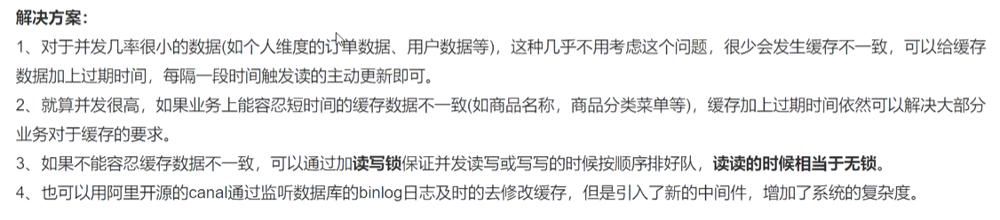 解决方案：
1、对于并发几率很小的数据(如个人维度的订单数据、用户数据等)，这种几乎不用考虑这个问题，很少会发生缓存不一致，可以给缓存
数据加上过期时间，每隔一段时间触发读的主动更新即可。
2、就算并发很高，如果业务上能容忍短时间的缓存数据不一致(如商品名称，商品分类菜单等)，缓存加上过期时间依然可以解决大部分
业务对于缓存的要求。
3、如果不能容忍缓存数据不一致，可以通过加读写锁保证并发读写或写写的时候按顺序排好队，读读的时候相当于无锁。
4、也可以用阿里开源的canal通过监听数据库的binlog日志及时的去修改缓存，但是引入了新的中间件，增加了系统的复杂度。